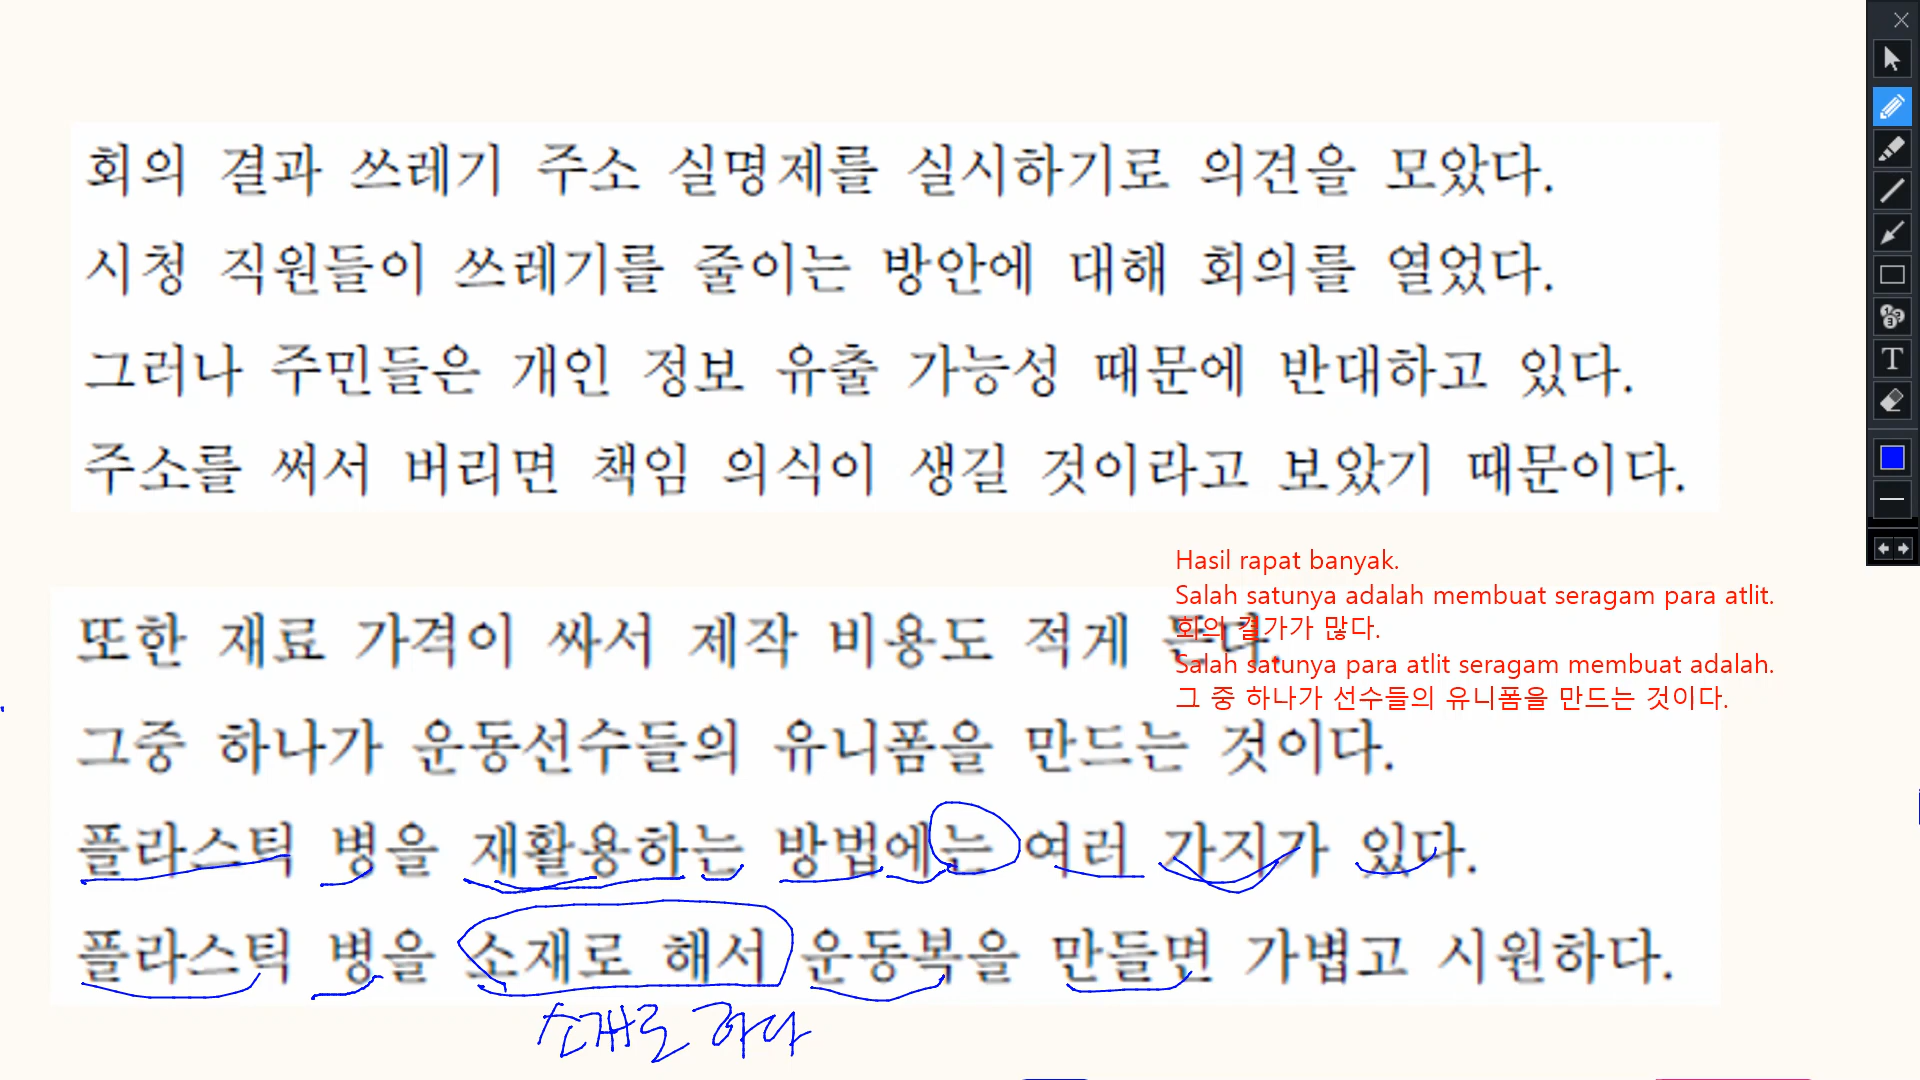 회의 결과 쓰레기 주소 실명제를 실시하기로 의견을 모았다.
시청 직원들이 쓰레기를 줄이는 방안에 대해 회의를 열었다.
그러나 주민들은 개인 정보 유출 가능성 때문에 반대하고 있다.
주소를 써서 버리면 책임 의식이 생길 것이라고 보았기 때문이다.
Hasil rapat banyak.
Salah satunya adalah membuat seragam para atlit.
회의 결가가 많다.
Salah satunya para atlit seragam membuat adalah.
그 중 하나가 선수들의 유니폼을 만드는 것이다.
또한 재료 가격이 싸서 제작 비용도 적게 든다.
그중 하나가 운동선수들의 유니폼을 만드는 것이다.
플라스틱 병을 재활용하는 방법에는 여러 가지가 있다.
플라스틱 병을 소재로 해서 운동복을 만들면 가볍고 시원하다.
소재로 하다